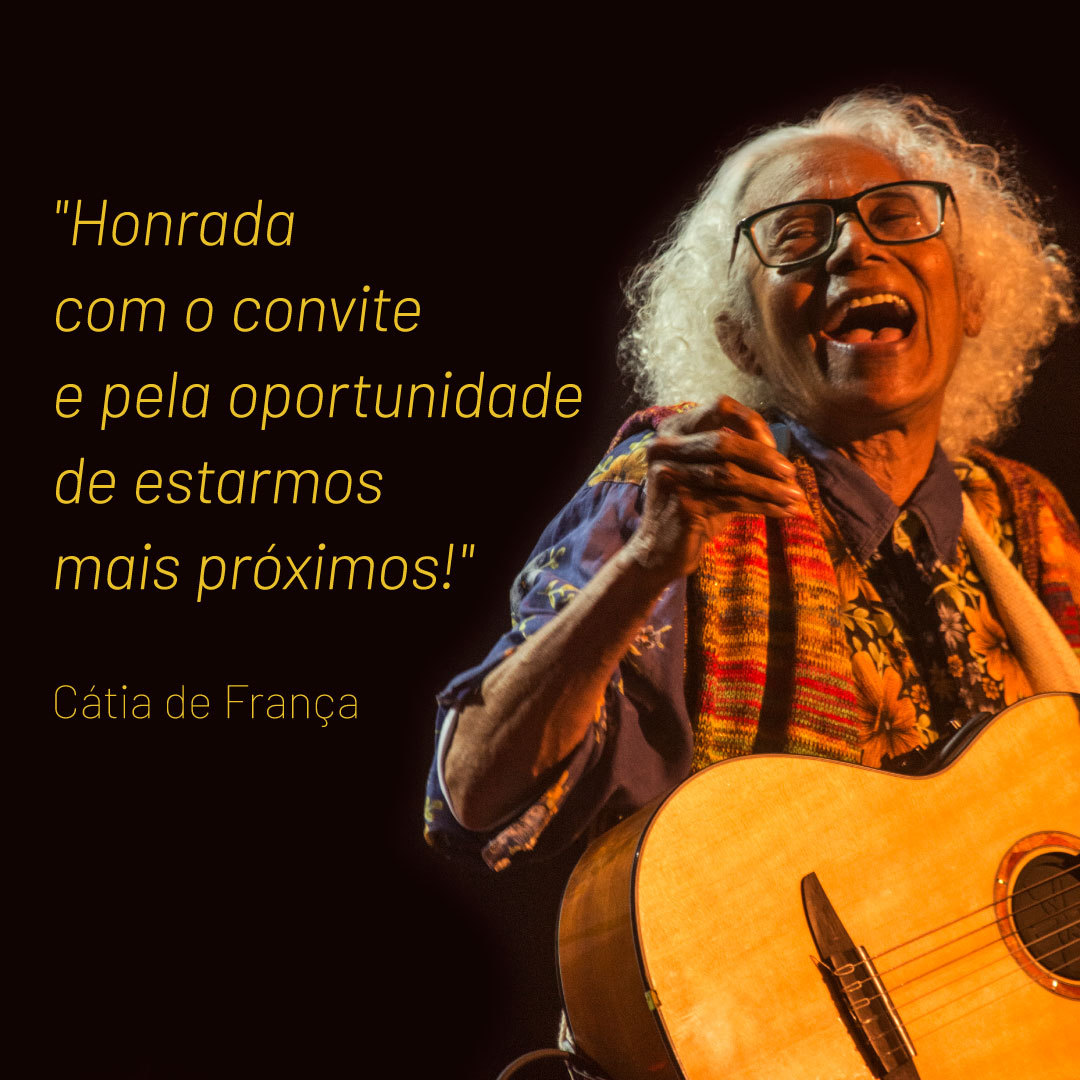 "Honrada
com o convite
e pela oportunidade
de estarmos
mais próximos!"
Cátia de França